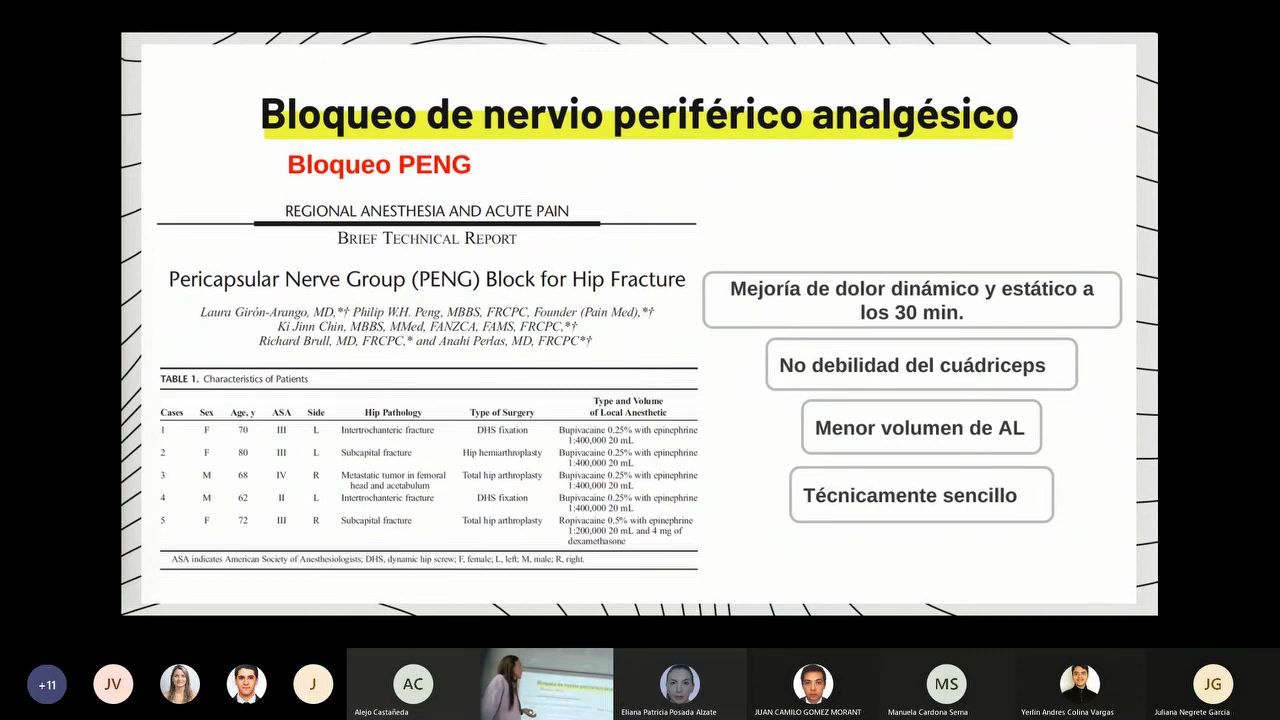 Bloqueo de nervio periférico analgésico
Bloqueo PENG
REGIONAL ANESTHESIA AND ACUTE PAIN
BRIEF TECHNICAL REPORT
Pericapsular Nerve Group (PENG) Block for Hip Fracture
Laura Girón-Arango, MD,*† Philip W.H. Peng, MBBS, FRCPC, Founder (Pain Med),*†
Ki Jinn Chin, MBBS, MMed, FANZCA, FAMS, FRCPC,*†
Richard Brull, MD, FRCPC,* and Anahi Perlas, MD, FRCPC*†
TABLE 1. Characteristics of Patients
Cases Sex Age, y ASA Side Hip Pathology Type of Surgery Type and Volume of Local Anesthetic
1 F 70 III L Intertrochanteric fracture DHS fixation Bupivacaine 0.25% with epinephrine
1:400,000 20 mL
2 F 80 III L Subcapital fracture Hip hemiarthroplasty Bupivacaine 0.25% with epinephrine
1:400,000 20 mL
3 M 68 IV R Metastatic tumor in femoral Total hip arthroplasty Bupivacaine 0.25% with epinephrine
head and acetabulum 1:400,000 20 mL
4 M 62 II L Intertrochanteric fracture DHS fixation Bupivacaine 0.25% with epinephrine
1:400,000 20 mL
5 F 72 III R Subcapital fracture Total hip arthroplasty Ropivacaine 0.5% with epinephrine
1:200,000 20 mL and 4 mg of
dexamethasone
ASA indicates American Society of Anesthesiologists; DHS, dynamic hip screw; F, female; L, left; M, male; R, right.
Mejoría de dolor dinámico y estático a
los 30 min.
No debilidad del cuádriceps
Menor volumen de AL
Técnicamente sencillo
+11
JV
J
AC
MS
JG
Alejo Castañeda
Bloqueo de nervio periférico
Eliana Patricia Posada Alzate
JUAN CAMILO GOMEZ MORANT
Manuela Cardona Serna
Yerlin Andres Colina Vargas
Juliana Negrete Garcia